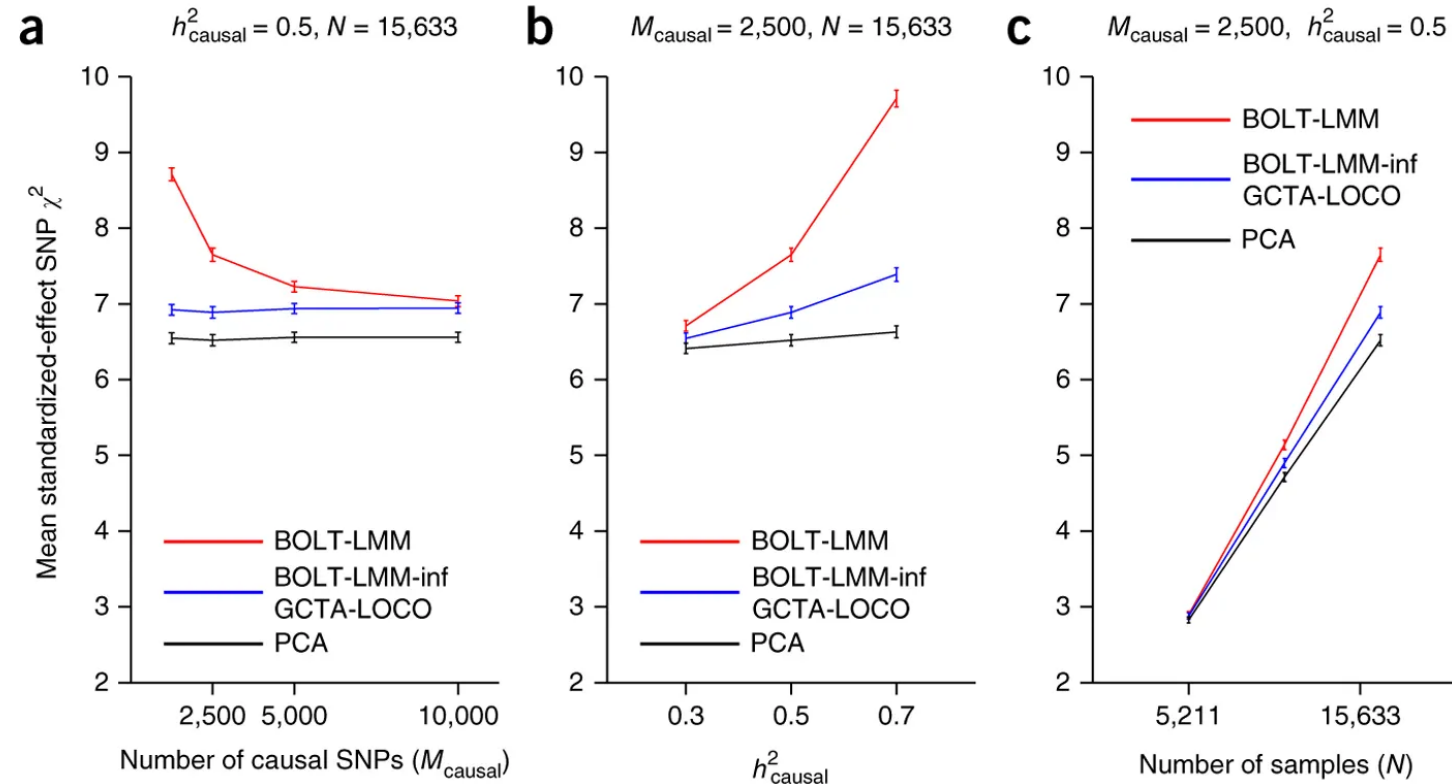 a
h²causal = 0.5, N = 15,633
Mean standardized-effect SNP χ²
10
9
8
7
6
5
4
3
2
BOLT-LMM
BOLT-LMM-inf
GCTA-LOCO
PCA
2,500 5,000 10,000
Number of causal SNPs (Mcausal)
b
Mcausal = 2,500, N = 15,633
10
9
8
7
6
5
4
3
2
BOLT-LMM
BOLT-LMM-inf
GCTA-LOCO
PCA
0.3 0.5 0.7
h²causal
c
Mcausal = 2,500, h²causal = 0.5
10
9
8
7
6
5
4
3
2
BOLT-LMM
BOLT-LMM-inf
GCTA-LOCO
PCA
5,211 15,633
Number of samples (N)